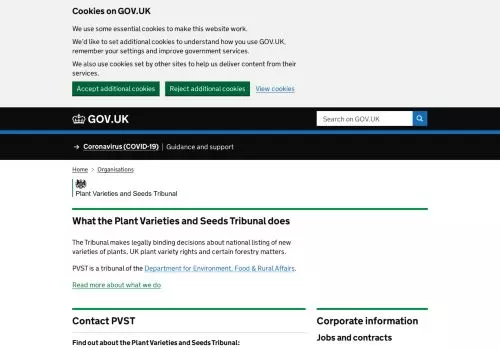 Cookies on GOV.UK
We use some essential cookies to make this website work.
We'd like to set additional cookies to understand how you use GOV.UK,
remember your settings and improve government services.
We also use cookies set by other sites to help us deliver content from their
services.
Accept additional cookies
Reject additional cookies
View cookies
GOV.UK
Search on GOV.UK
→ Coronavirus (COVID-19) | Guidance and support
Home > Organisations
Plant Varieties and Seeds Tribunal
What the Plant Varieties and Seeds Tribunal does
The Tribunal makes legally binding decisions about national listing of new
varieties of plants, UK plant variety rights and certain forestry matters.
PVST is a tribunal of the Department for Environment, Food & Rural Affairs.
Read more about what we do
Contact PVST
Find out about the Plant Varieties and Seeds Tribunal:
Corporate information
Jobs and contracts